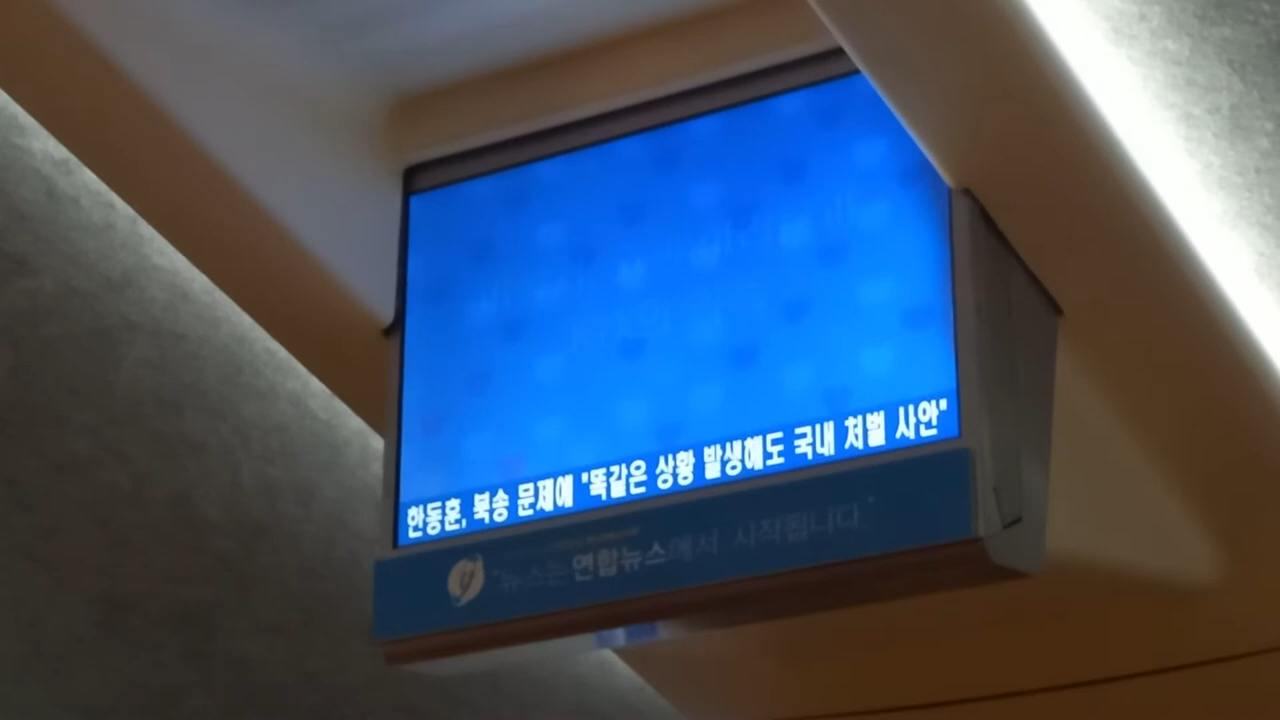 한동훈, 북송 문제에 "똑같은 상황 발생해도 국내 처벌 사안"
"뉴스는 연합뉴스에서 시작됩니다"